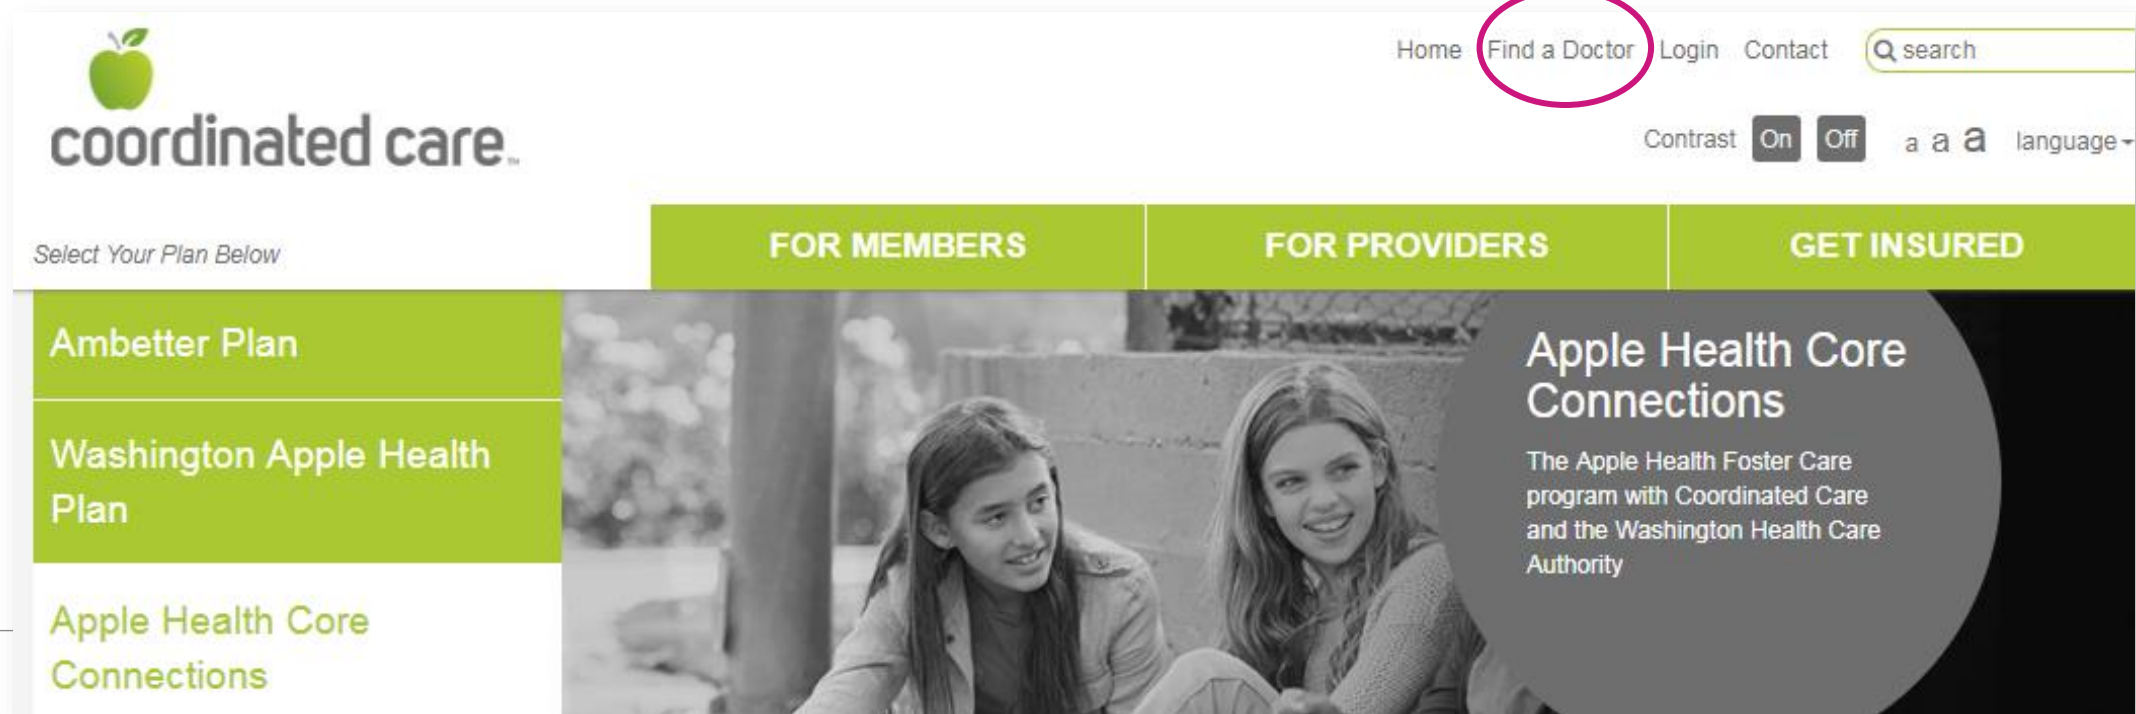 Home Find a Doctor Login Contact search
coordinated care™
Contrast On Off a a a language
Select Your Plan Below
FOR MEMBERS FOR PROVIDERS GET INSURED
Ambetter Plan
Washington Apple Health
Plan
Apple Health Core
Connections
Apple Health Core
Connections
The Apple Health Foster Care
program with Coordinated Care
and the Washington Health Care
Authority